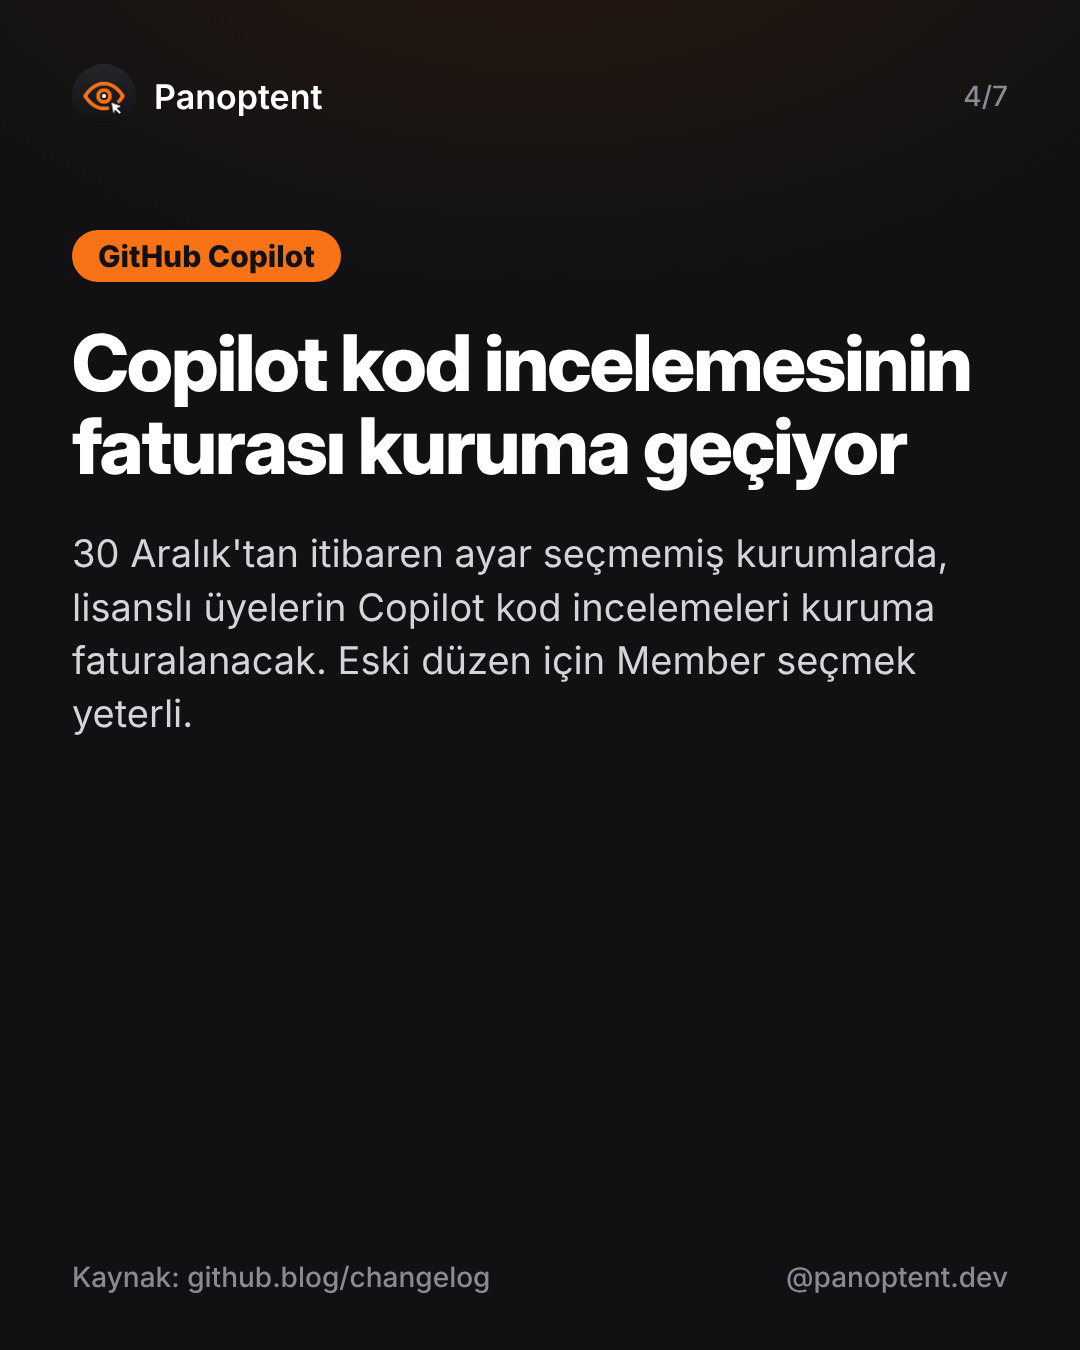 Panoptent
4/7
GitHub Copilot
Copilot kod incelemesinin
faturası kuruma geçiyor
30 Aralık'tan itibaren ayar seçmemiş kurumlarda,
lisanslı üyelerin Copilot kod incelemeleri kuruma
faturalanacak. Eski düzen için Member seçmek
yeterli.
Kaynak: github.blog/changelog
@panoptent.dev